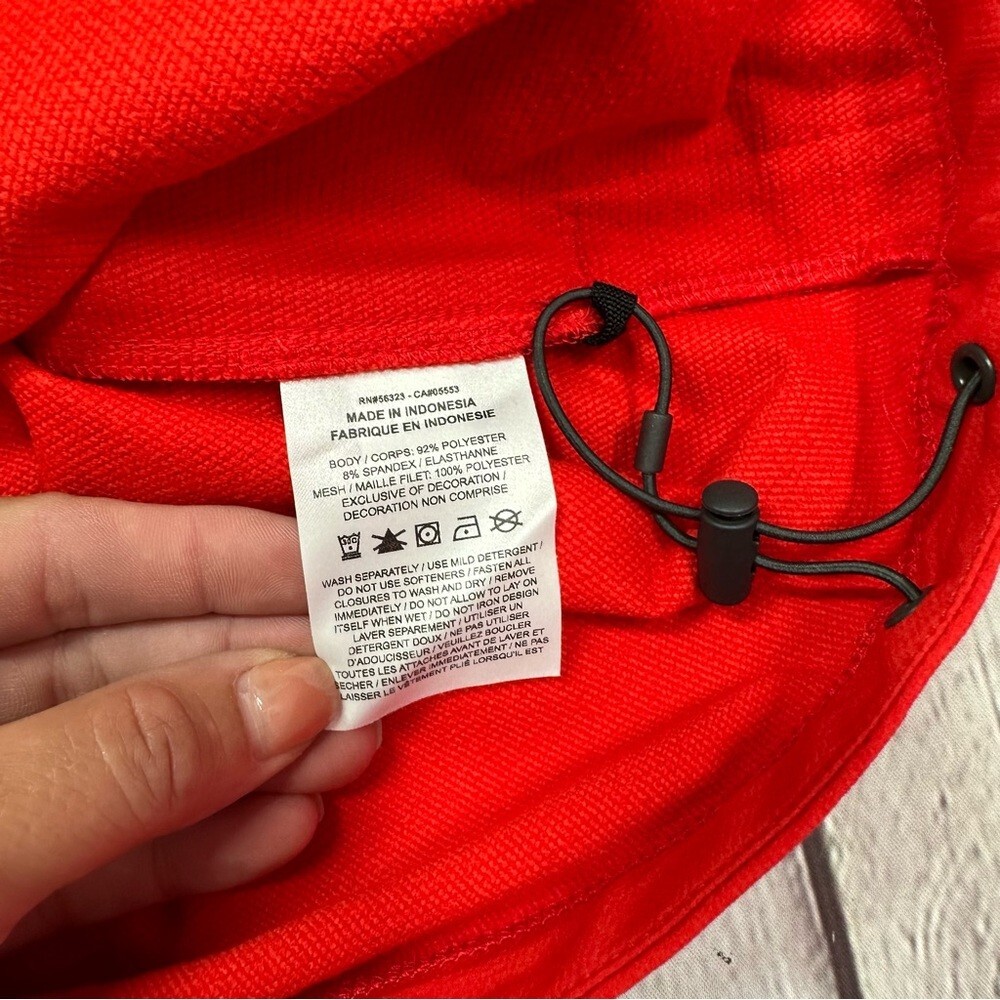 RN#56323 - CA#05553
MADE IN INDONESIA
FABRIQUE EN INDONESIE
BODY / CORPS: 92% POLYESTER
8% SPANDEX / ELASTHANNE
MESH / MAILLE FILET: 100% POLYESTER
EXCLUSIVE OF DECORATION /
DECORATION NON COMPRISE
30C
WASH SEPARATELY / USE MILD DETERGENT /
DO NOT USE SOFTENERS / FASTEN ALL
CLOSURES TO WASH AND DRY / REMOVE
IMMEDIATELY / DO NOT ALLOW TO LAY ON
ITSELF WHEN WET / DO NOT IRON DESIGN
LAVER SEPAREMENT / UTILISER UN
DETERGENT DOUX / NE PAS UTILISER
D'ADOUCISSEUR / VEUILLEZ BOUCLER
TOUTES LES ATTACHES AVANT DE LAVER ET
SECHER / ENLEVER IMMEDIATEMENT / NE PAS
LAISSER LE VÊTEMENT PLIÉ LORSQU'IL EST